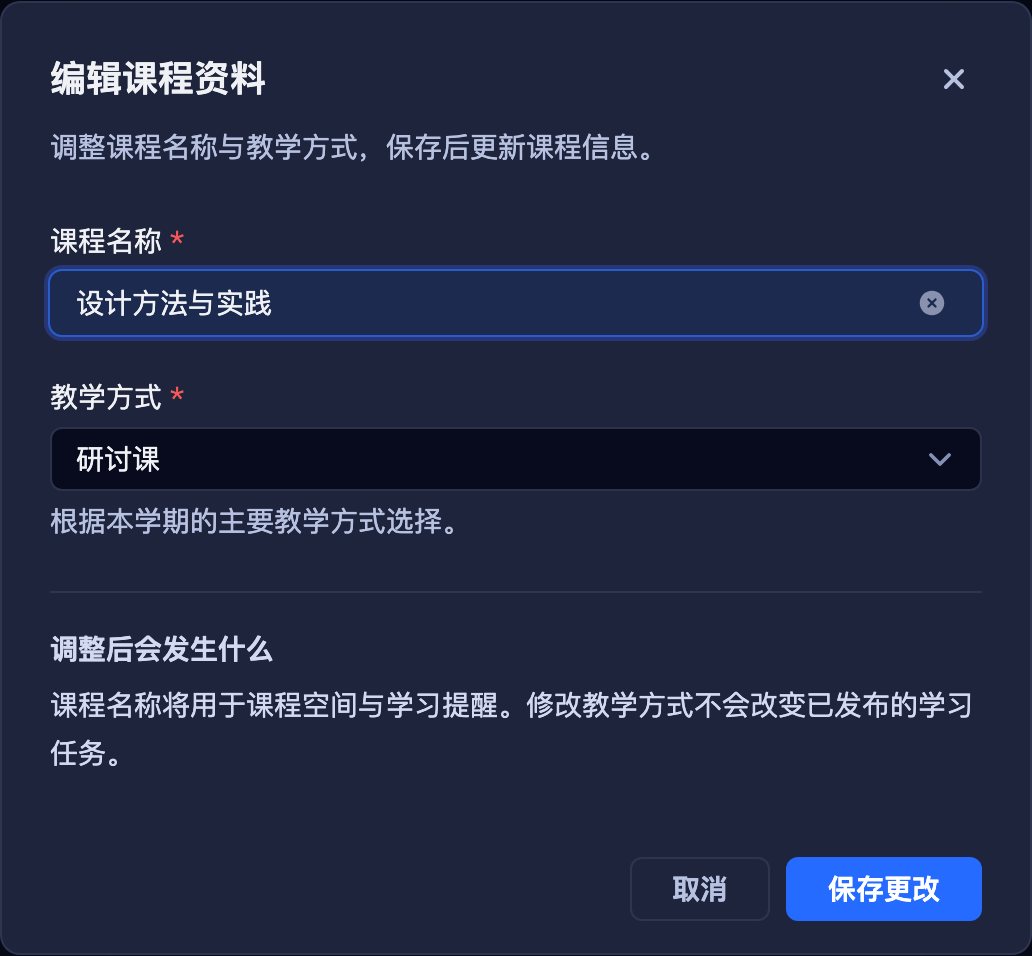 编辑课程资料
调整课程名称与教学方式，保存后更新课程信息。
课程名称 *
设计方法与实践
教学方式 *
研讨课
根据本学期的主要教学方式选择。
调整后会发生什么
课程名称将用于课程空间与学习提醒。修改教学方式不会改变已发布的学习
任务。
取消
保存更改